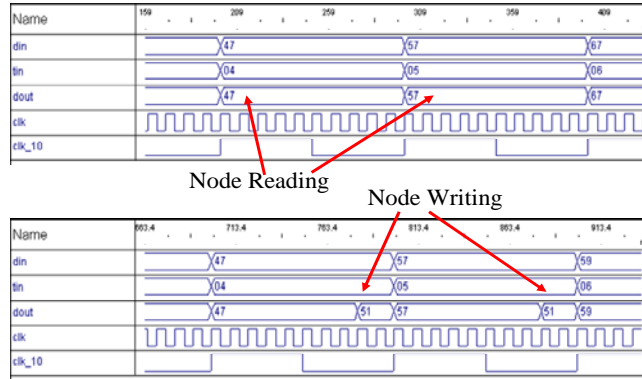 Name 159 209 259 309 359 409
din 47 57 67
tin 04 05 06
dout 47 57 67
clk
clk_10
Node Reading
Node Writing
Name 663.4 713.4 763.4 813.4 863.4 913.4
din 47 57 59
tin 04 05 06
dout 47 51 57 51 59
clk
clk_10